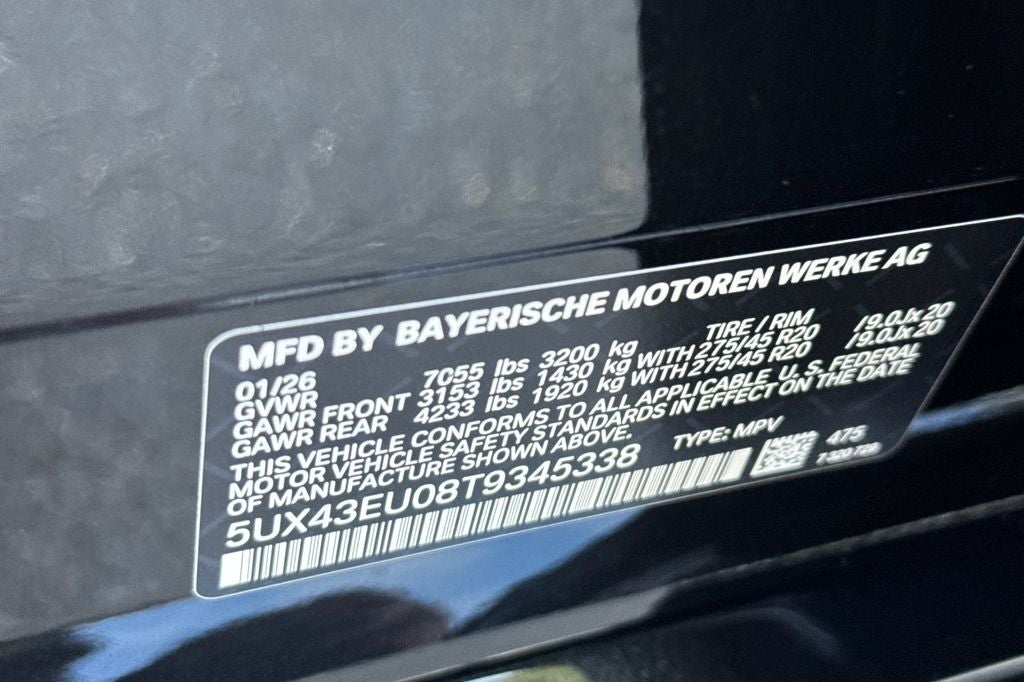 MFD BY BAYERISCHE MOTOREN WERKE AG
01/26 TIRE / RIM
GVWR 7055 lbs 3200 kg
GAWR FRONT 3153 lbs 1430 kg WITH 275/45 R20 /9.0Jx20
GAWR REAR 4233 lbs 1920 kg WITH 275/45 R20 /9.0Jx20
THIS VEHICLE CONFORMS TO ALL APPLICABLE U.S. FEDERAL
MOTOR VEHICLE SAFETY STANDARDS IN EFFECT ON THE DATE
OF MANUFACTURE SHOWN ABOVE.
5UX43EU08T9345338 TYPE: MPV
475